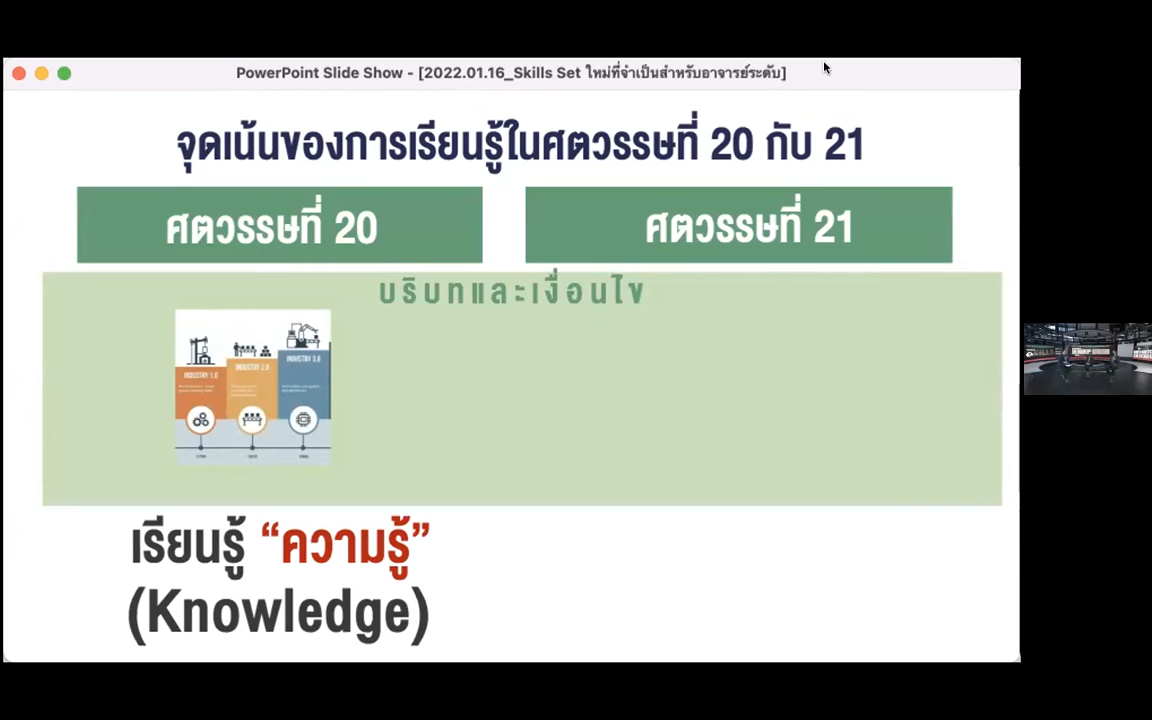 PowerPoint Slide Show - [2022.01.16_Skills Set ใหม่ที่จำเป็นสำหรับอาจารย์ระดับ]
จุดเน้นของการเรียนรู้ในศตวรรษที่ 20 กับ 21
ศตวรรษที่ 20
ศตวรรษที่ 21
บริบทและเงื่อนไข
INDUSTRY 1.0
INDUSTRY 2.0
INDUSTRY 3.0
เรียนรู้ “ความรู้”
(Knowledge)